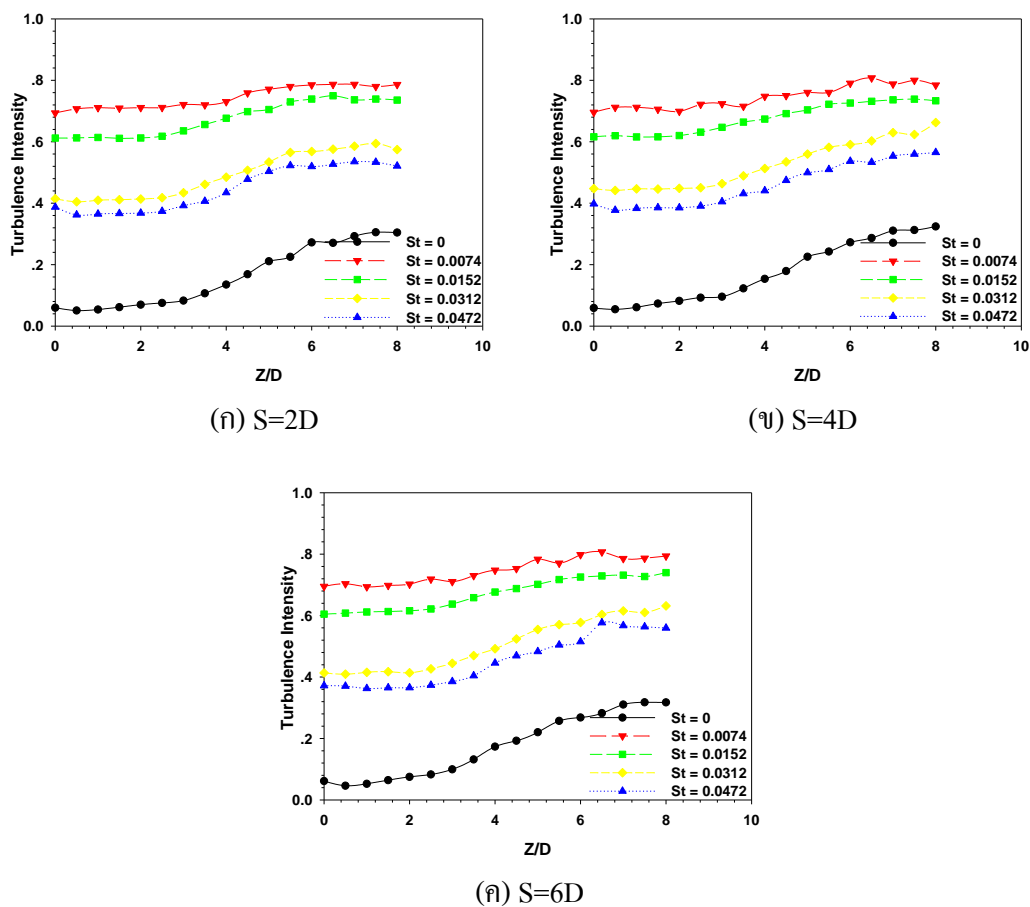 1.0
.8
.6
.4
.2
0.0
Turbulence Intensity
0
2
4
6
8
10
Z/D
St = 0
St = 0.0074
St = 0.0152
St = 0.0312
St = 0.0472
(ก) S=2D
1.0
.8
.6
.4
.2
0.0
Turbulence Intensity
0
2
4
6
8
10
Z/D
St = 0
St = 0.0074
St = 0.0152
St = 0.0312
St = 0.0472
(ข) S=4D
1.0
.8
.6
.4
.2
0.0
Turbulence Intensity
0
2
4
6
8
10
Z/D
St = 0
St = 0.0074
St = 0.0152
St = 0.0312
St = 0.0472
(ค) S=6D